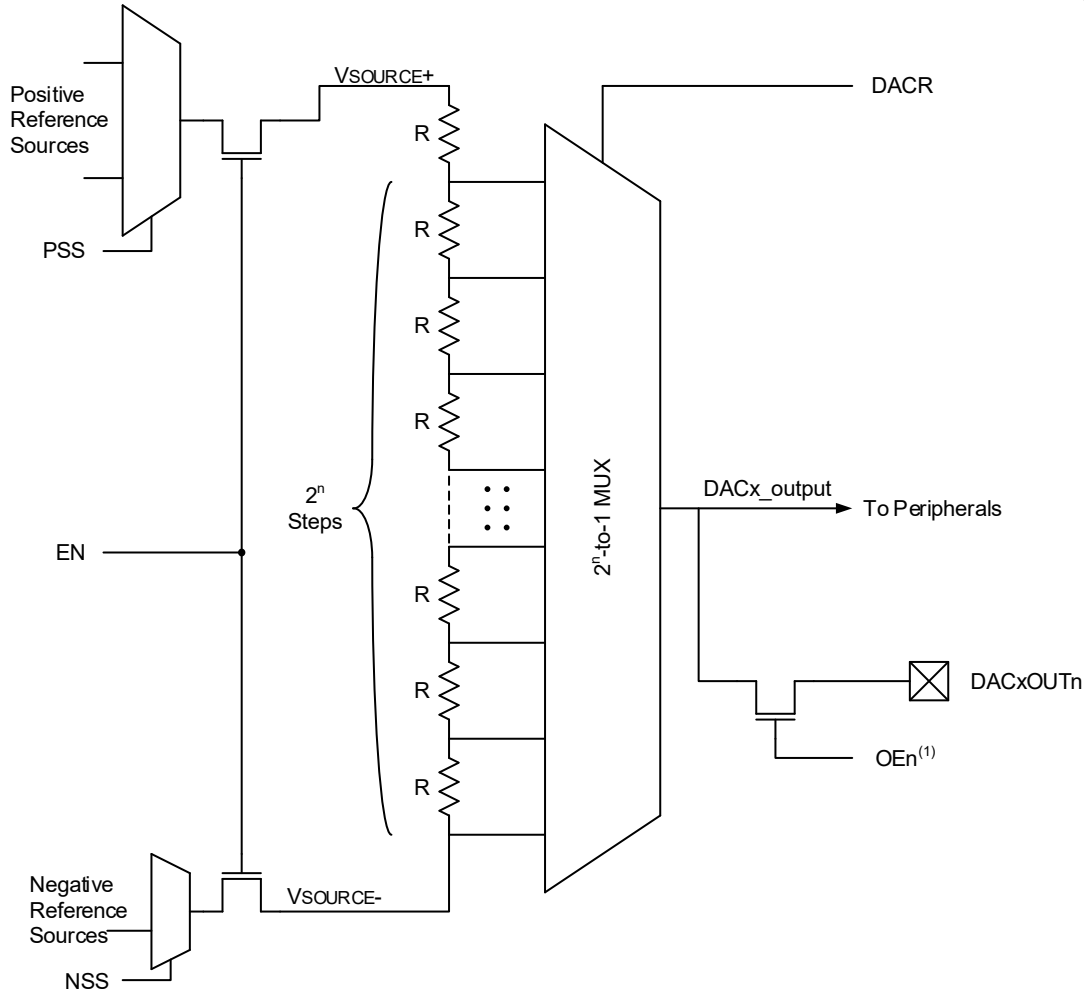 VSOURCE+
DACR
Positive
Reference
Sources
R
R
PSS
R
R
2ⁿ
Steps
2ⁿ-to-1 MUX
DACx_output
To Peripherals
EN
R
R
DACxOUTn
OEn⁽¹⁾
R
Negative
Reference
Sources
VSOURCE-
NSS